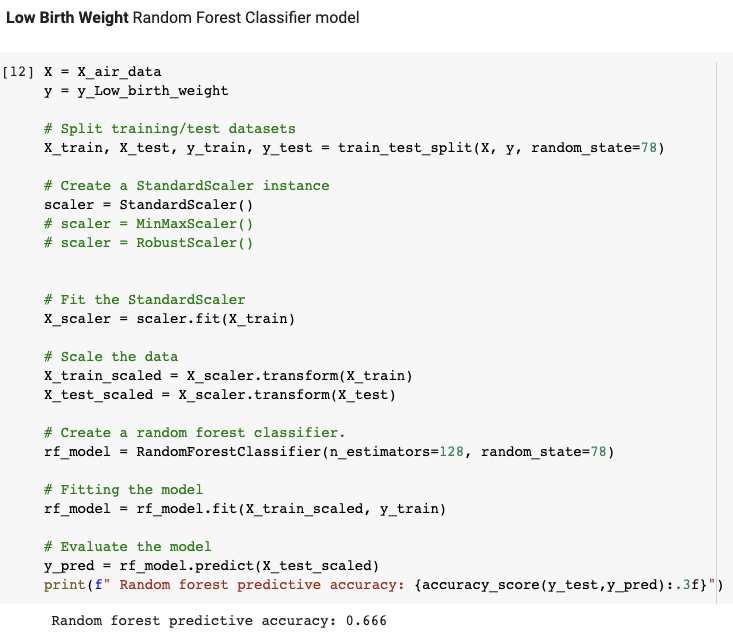 Low Birth Weight Random Forest Classifier model
[12] X = X_air_data
y = y_Low_birth_weight
# Split training/test datasets
X_train, X_test, y_train, y_test = train_test_split(X, y, random_state=78)
# Create a StandardScaler instance
scaler = StandardScaler()
# scaler = MinMaxScaler()
# scaler = RobustScaler()
# Fit the StandardScaler
X_scaler = scaler.fit(X_train)
# Scale the data
X_train_scaled = X_scaler.transform(X_train)
X_test_scaled = X_scaler.transform(X_test)
# Create a random forest classifier.
rf_model = RandomForestClassifier(n_estimators=128, random_state=78)
# Fitting the model
rf_model = rf_model.fit(X_train_scaled, y_train)
# Evaluate the model
y_pred = rf_model.predict(X_test_scaled)
print(f" Random forest predictive accuracy: {accuracy_score(y_test,y_pred):.3f}")
Random forest predictive accuracy: 0.666